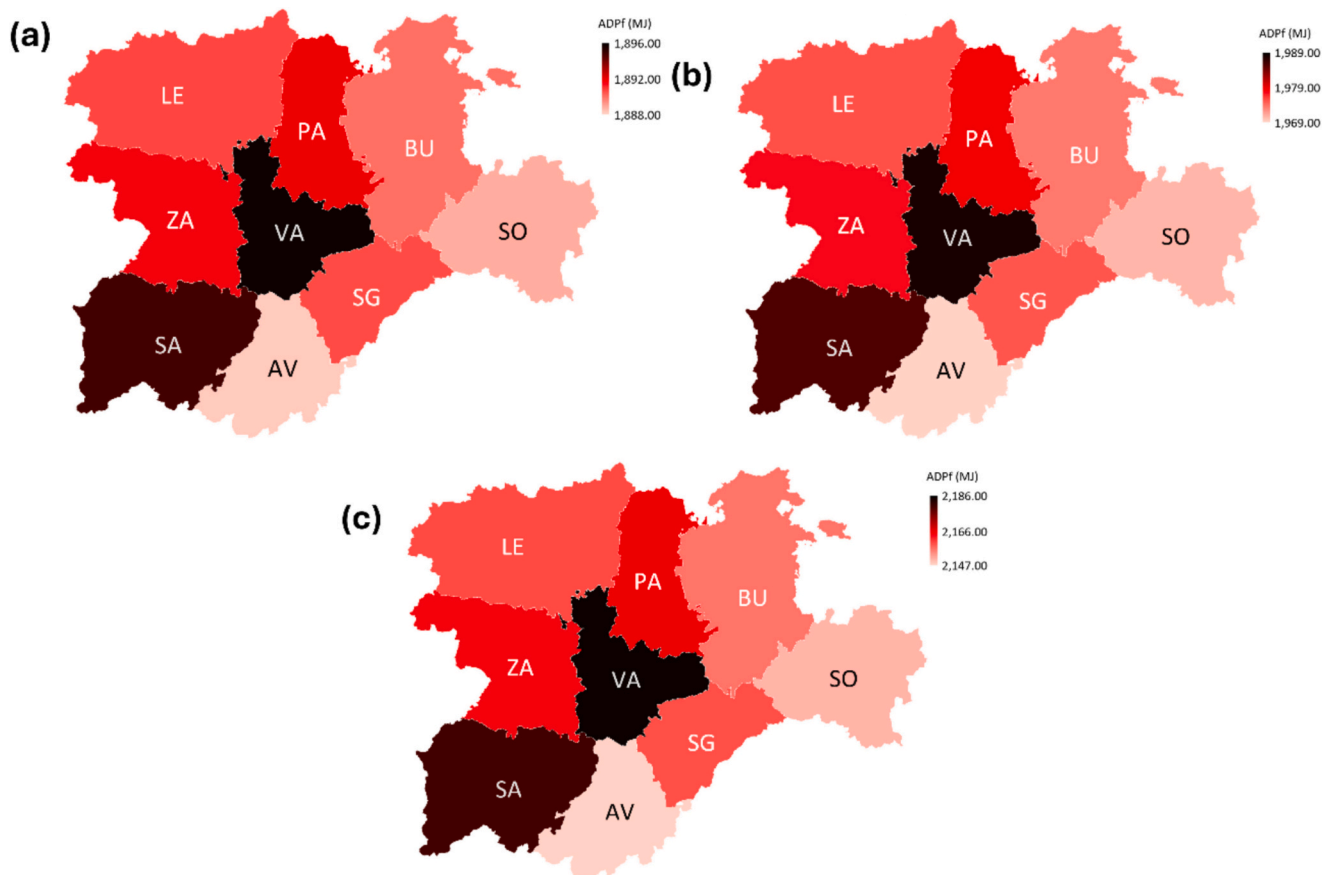 (a)
ADPf (MJ)
1,896.00
1,892.00
1,888.00
LE
PA
BU
ZA
VA
SO
SG
SA
AV
(b)
ADPf (MJ)
1,989.00
1,979.00
1,969.00
LE
PA
BU
ZA
VA
SO
SG
SA
AV
(c)
ADPf (MJ)
2,186.00
2,166.00
2,147.00
LE
PA
BU
ZA
VA
SO
SG
SA
AV